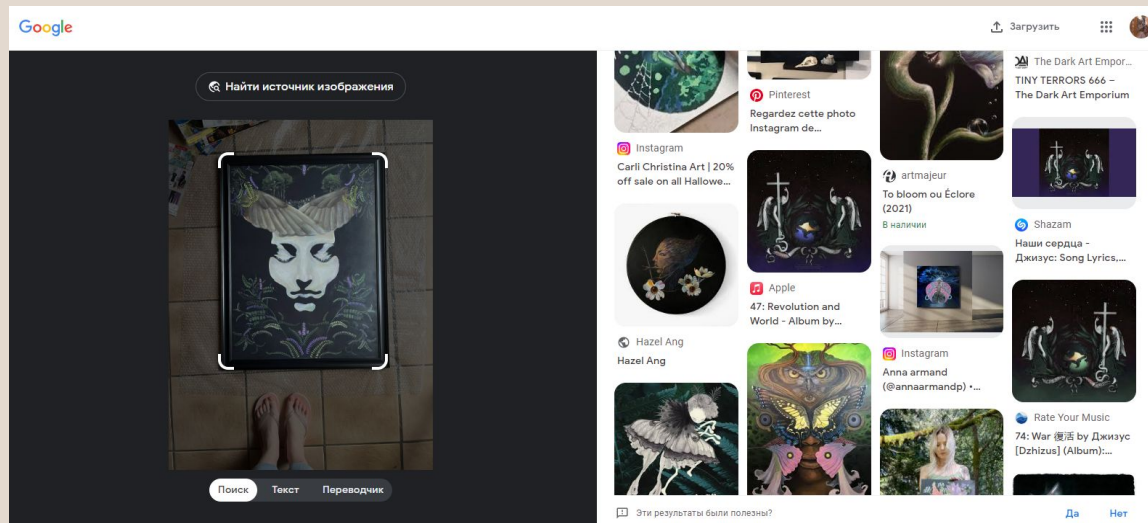 Google
Загрузить
Найти источник изображения
Поиск
Текст
Переводчик
Instagram
Carli Christina Art | 20%
off sale on all Hallowe...
Hazel Ang
Hazel Ang
Pinterest
Regardez cette photo
Instagram de...
Apple
47: Revolution and
World - Album by...
artmajeur
To bloom ou Éclore
(2021)
В наличии
Instagram
Anna armand
(@annaarmandp) •...
The Dark Art Empor...
TINY TERRORS 666 –
The Dark Art Emporium
Shazam
Наши сердца -
Джизус: Song Lyrics,...
Rate Your Music
74: War 復活 by Джизус
[Dzhizus] (Album):...
Эти результаты были полезны?
Да
Нет